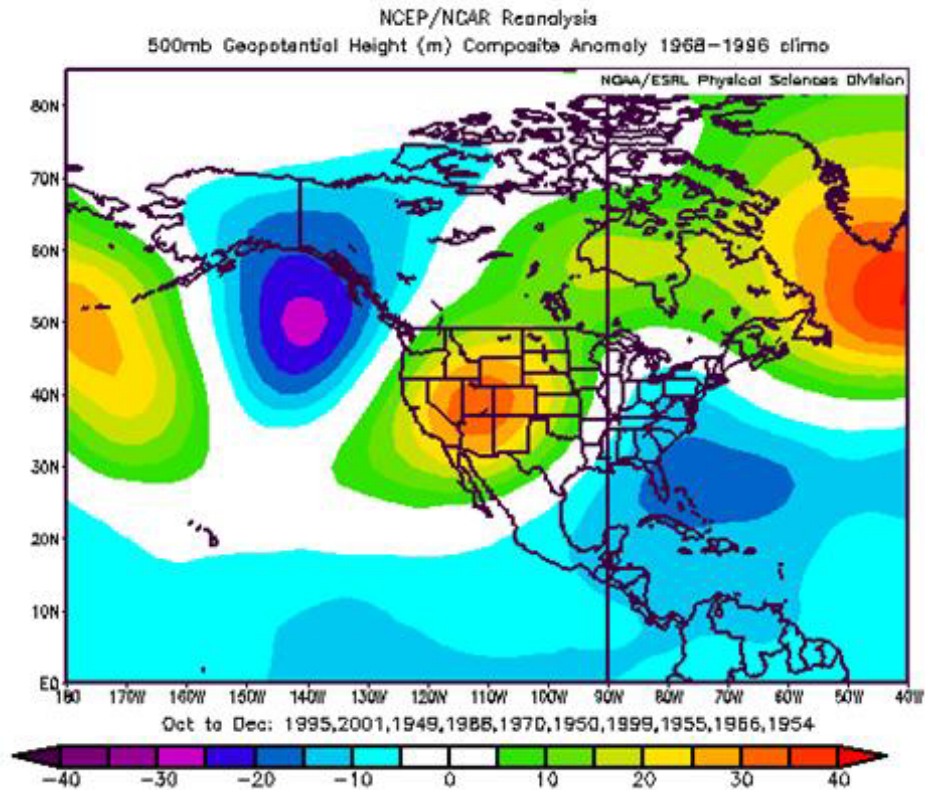 NCEP/NCAR Reanalysis
500mb Geopotential Height (m) Composite Anomaly 1968-1996 climo
NOAA/ESRL Physical Sciences Division
80N
70N
60N
50N
40N
30N
20N
10N
EQ
180 170W 160W 150W 140W 130W 120W 110W 100W 90W 80W 70W 60W 50W 40W
Oct to Dec: 1995,2001,1949,1988,1970,1950,1999,1955,1966,1954
-40 -30 -20 -10 0 10 20 30 40